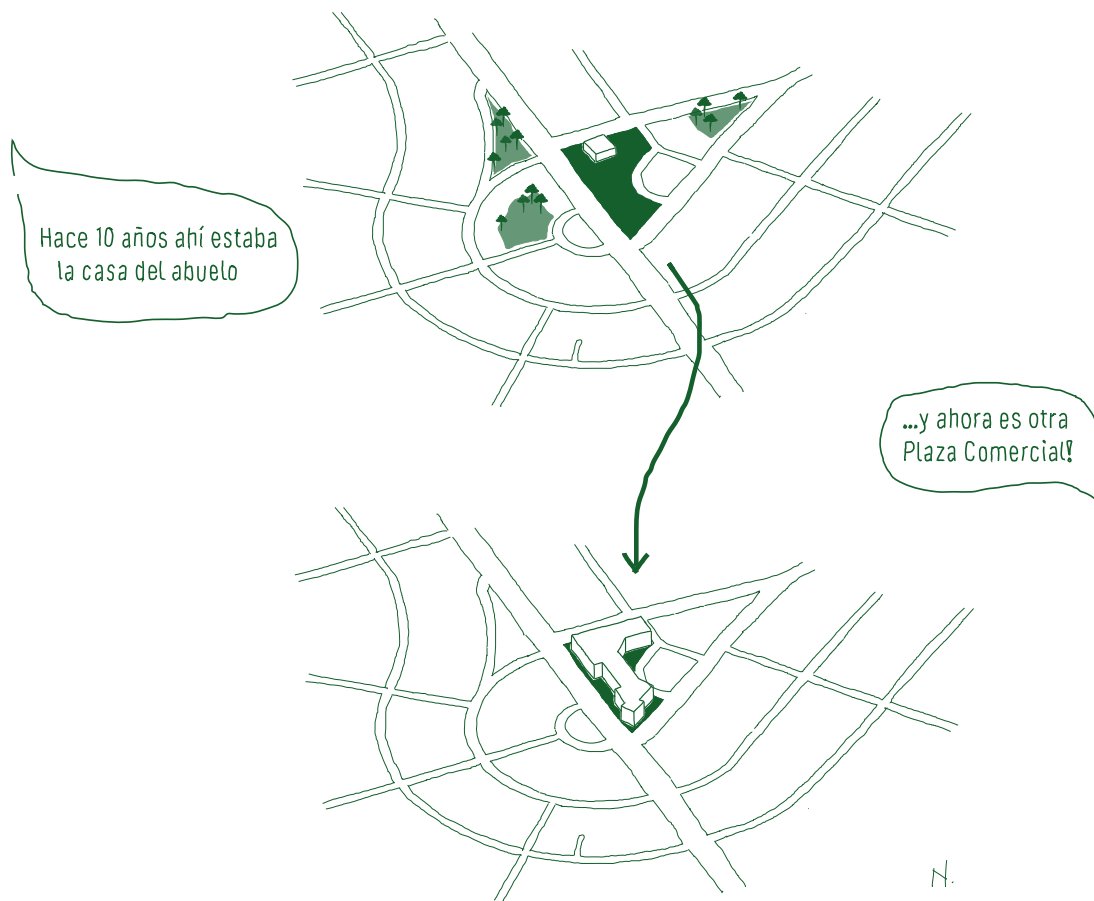 Hace 10 años ahí estaba
la casa del abuelo
...y ahora es otra
Plaza Comercial!
N.